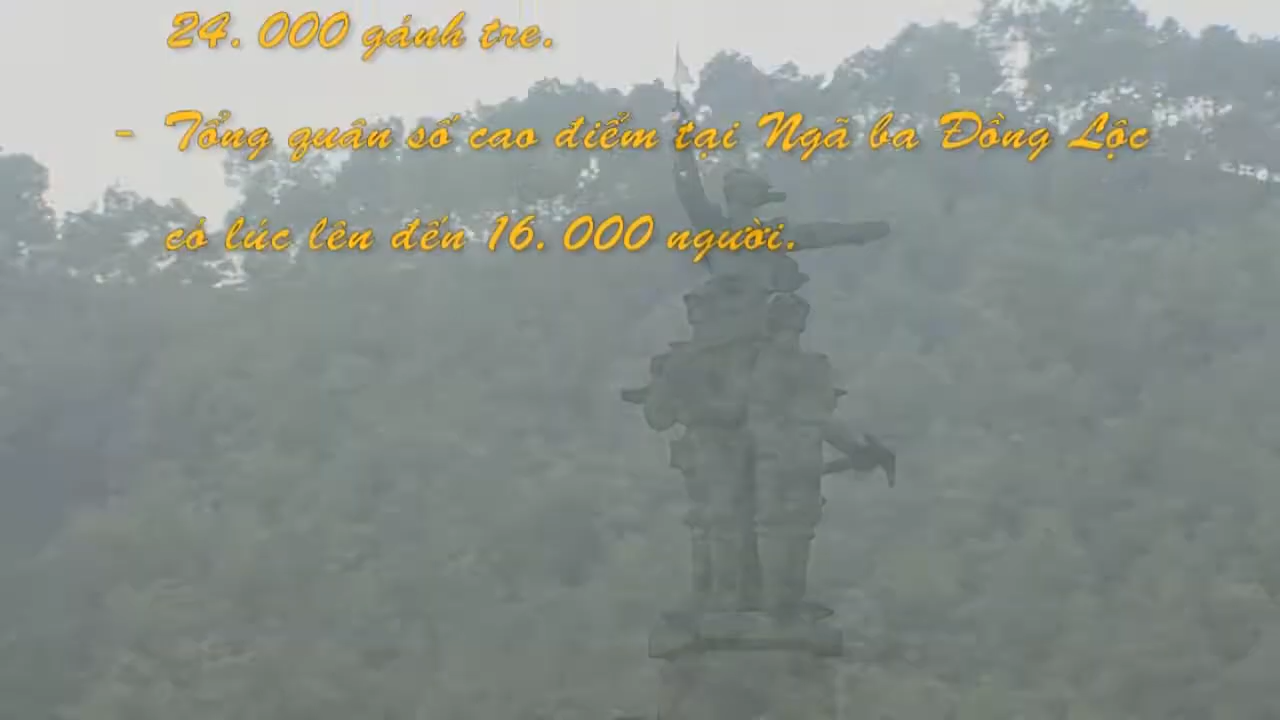 24. 000 gánh tre.
- Tổng quân số cao điểm tại Ngã ba Đồng Lộc
có lúc lên đến 16. 000 người.